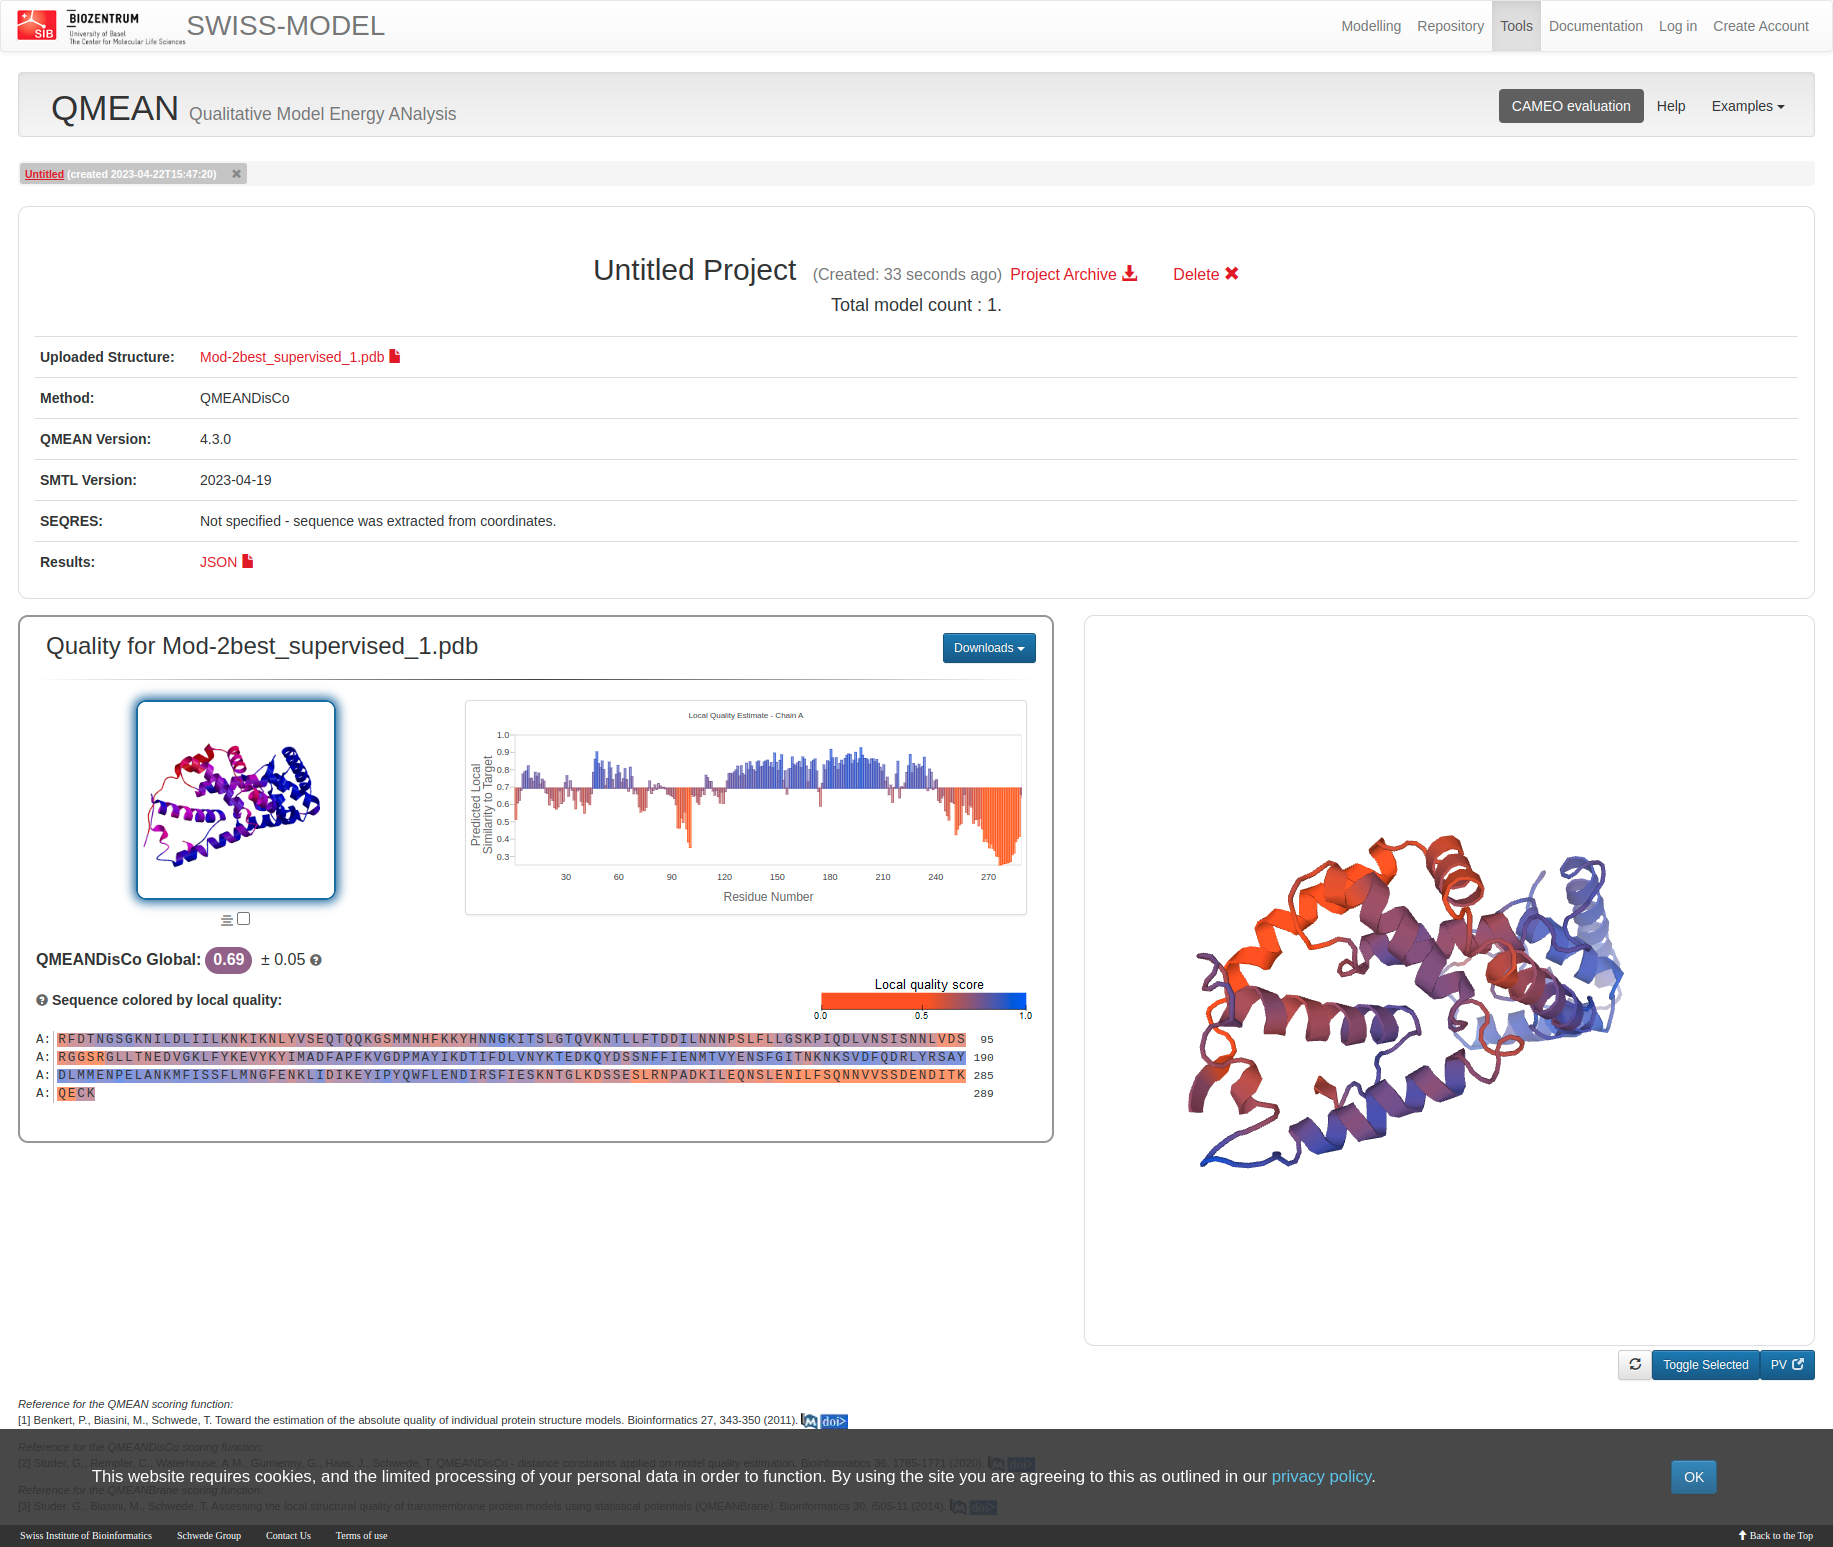 SIB
BIOZENTRUM
University of Basel
The Center for Molecular Life Sciences
SWISS-MODEL
Modelling Repository Tools Documentation Log in Create Account
QMEAN Qualitative Model Energy ANalysis
CAMEO evaluation Help Examples
Untitled (created 2023-04-22T15:47:20)
Untitled Project (Created: 33 seconds ago) Project Archive Delete
Total model count : 1.
Uploaded Structure: Mod-2best_supervised_1.pdb
Method: QMEANDisCo
QMEAN Version: 4.3.0
SMTL Version: 2023-04-19
SEQRES: Not specified - sequence was extracted from coordinates.
Results: JSON
Quality for Mod-2best_supervised_1.pdb
Downloads
Local Quality Estimate - Chain A
Predicted Local
Similarity to Target
1.0
0.9
0.8
0.7
0.6
0.5
0.4
0.3
30 60 90 120 150 180 210 240 270
Residue Number
QMEANDisCo Global: 0.69 ± 0.05
Sequence colored by local quality:
Local quality score
0.0 0.5 1.0
A: RFDTNGSGKNILDLIILKNKIKNLYVSEQTQQKGSMMNHFKKYHNNGKITSLGTQVKNTLLFTDDILNNNPSLFLLGSKPIQDLVNSISNNLVDS 95
A: RGGSRGLLTNEDVGKLFYKEVYKYIMADFAPFKVGDPMAYIKDTIFDLVNYKTEDKQYDSSNFFIENMTVYENSFGITNKNKSVDFQDRLYRSAY 190
A: DLMMENPELANKMFISSFLMNGFENKLIDIKEYIPYQWFLENDIRSFIESKNTGLKDSSESLRNPADKILEQNSLENILFSQNNVVSSDENDITK 285
A: QECK 289
Toggle Selected PV
Reference for the QMEAN scoring function:
[1] Benkert, P., Biasini, M., Schwede, T. Toward the estimation of the absolute quality of individual protein structure models. Bioinformatics 27, 343-350 (2011). doi>
Reference for the QMEANDisCo scoring function:
[2] Studer, G., Rempfer, C., Waterhouse, A.M., Gumienny, G., Haas, J., Schwede, T. QMEANDisCo - distance constraints applied on model quality estimation. Bioinformatics 36, 1765-1771 (2020). doi>
This website requires cookies, and the limited processing of your personal data in order to function. By using the site you are agreeing to this as outlined in our privacy policy.
OK
Reference for the QMEANBrane scoring function:
[3] Studer, G., Biasini, M., Schwede, T. Assessing the local structural quality of transmembrane protein models using statistical potentials (QMEANBrane). Bioinformatics 30, i505-11 (2014). doi>
Swiss Institute of Bioinformatics Schwede Group Contact Us Terms of use
Back to the Top